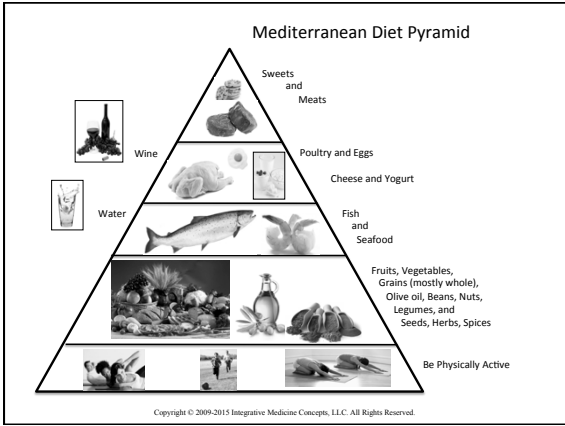 Mediterranean Diet Pyramid
Sweets
and
Meats
Wine
Poultry and Eggs
Cheese and Yogurt
Water
Fish
and
Seafood
Fruits, Vegetables,
Grains (mostly whole),
Olive oil, Beans, Nuts,
Legumes, and
Seeds, Herbs, Spices
Be Physically Active
Copyright © 2009-2015 Integrative Medicine Concepts, LLC. All Rights Reserved.